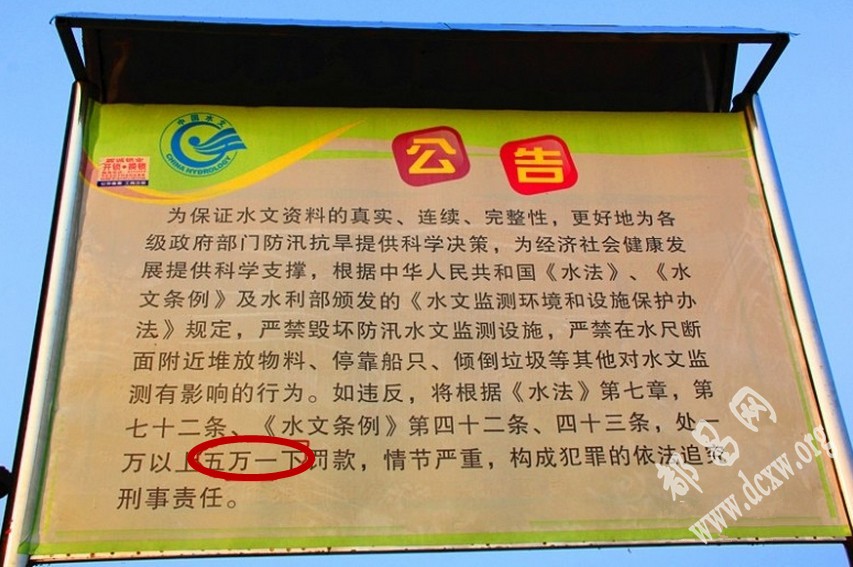 中国水文
CHINA HYDROLOGY
开锁·换锁
公告
为保证水文资料的真实、连续、完整性，更好地为各
级政府部门防汛抗旱提供科学决策，为经济社会健康发
展提供科学支撑，根据中华人民共和国《水法》、《水
文条例》及水利部颁发的《水文监测环境和设施保护办
法》规定，严禁毁坏防汛水文监测设施，严禁在水尺断
面附近堆放物料、停靠船只、倾倒垃圾等其他对水文监
测有影响的行为。如违反，将根据《水法》第七章，第
七十二条、《水文条例》第四十二条、四十三条，处一
万以上五万一下罚款，情节严重，构成犯罪的依法追究
刑事责任。
都昌网
www.dcxw.org